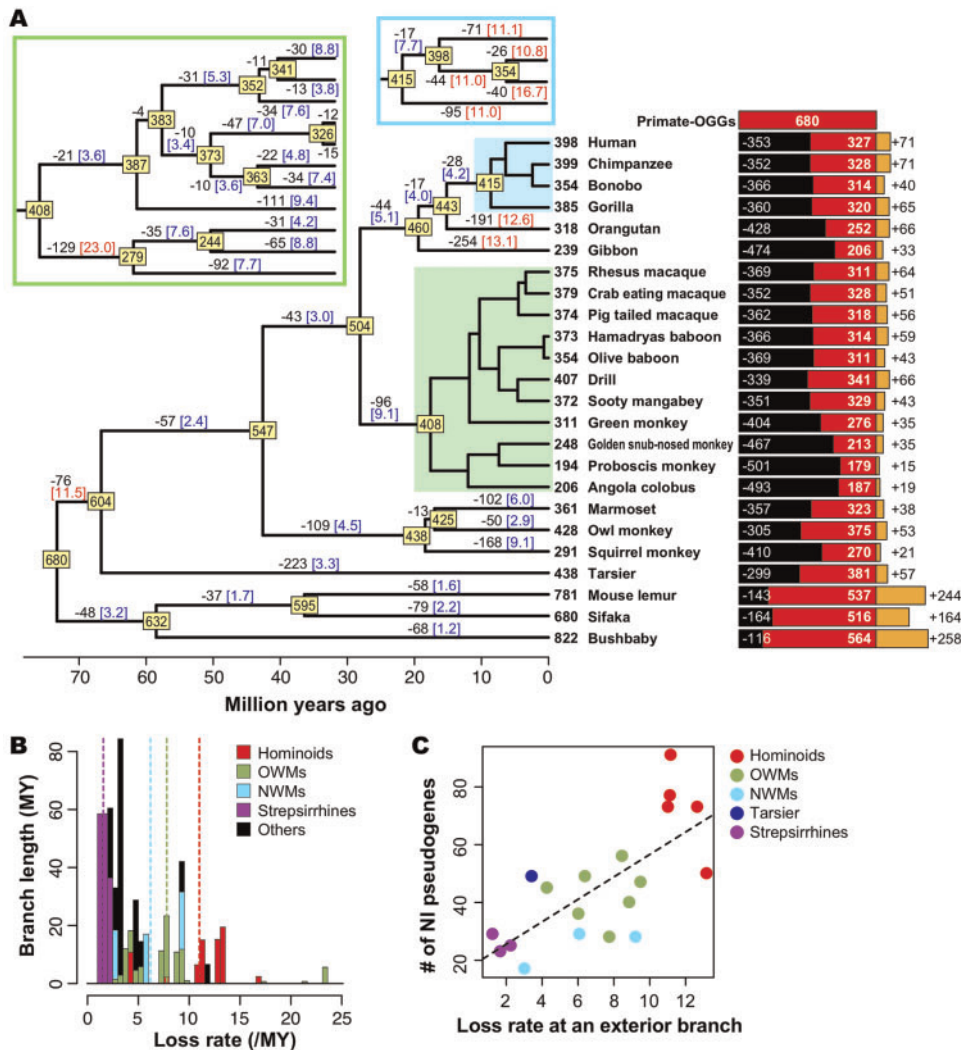 A
-30 [8.8]
-11
341
-31 [5.3]
352
-13 [3.8]
-4
383
-34 [7.6]
-12
-10
[3.4]
-47 [7.0]
326
-15
-21 [3.6]
387
373
-22 [4.8]
363
-34 [7.4]
-10 [3.6]
408
-111 [9.4]
-31 [4.2]
-35 [7.6]
244
-129 [23.0]
279
-65 [8.8]
-92 [7.7]
-17
[7.7]
-71 [11.1]
398
-26
[10.8]
415
354
-44 [11.0]
-40 [16.7]
-95 [11.0]
Primate-OGGs 680
398 Human -353 327 +71
399 Chimpanzee -352 328 +71
354 Bonobo -366 314 +40
385 Gorilla -360 320 +65
318 Orangutan -428 252 +66
239 Gibbon -474 206 +33
375 Rhesus macaque -369 311 +64
379 Crab eating macaque -352 328 +51
374 Pig tailed macaque -362 318 +56
373 Hamadryas baboon -366 314 +59
354 Olive baboon -369 311 +43
407 Drill -339 341 +66
372 Sooty mangabey -351 329 +43
311 Green monkey -404 276 +35
248 Golden snub-nosed monkey -467 213 +35
194 Proboscis monkey -501 179 +15
206 Angola colobus -493 187 +19
361 Marmoset -357 323 +38
428 Owl monkey -305 375 +53
291 Squirrel monkey -410 270 +21
438 Tarsier -299 381 +57
781 Mouse lemur -143 537 +244
680 Sifaka -164 516 +164
822 Bushbaby -116 564 +258
-28
[4.2]
415
-17
[4.0]
443
-44
[5.1]
460
-191 [12.6]
-254 [13.1]
-43 [3.0]
504
-96
[9.1]
408
-57 [2.4]
547
-76
[11.5]
604
-102 [6.0]
-13
425
-50 [2.9]
-109 [4.5]
438
-168 [9.1]
680
-223 [3.3]
-58 [1.6]
-37 [1.7]
595
-48 [3.2]
-79 [2.2]
632
-68 [1.2]
70 60 50 40 30 20 10 0
Million years ago
B
Branch length (MY)
80
60
40
20
0
Hominoids
OWMs
NWMs
Strepsirrhines
Others
0 5 10 15 20 25
Loss rate (/MY)
C
# of NI pseudogenes
80
60
40
20
Hominoids
OWMs
NWMs
Tarsier
Strepsirrhines
2 4 6 8 10 12
Loss rate at an exterior branch